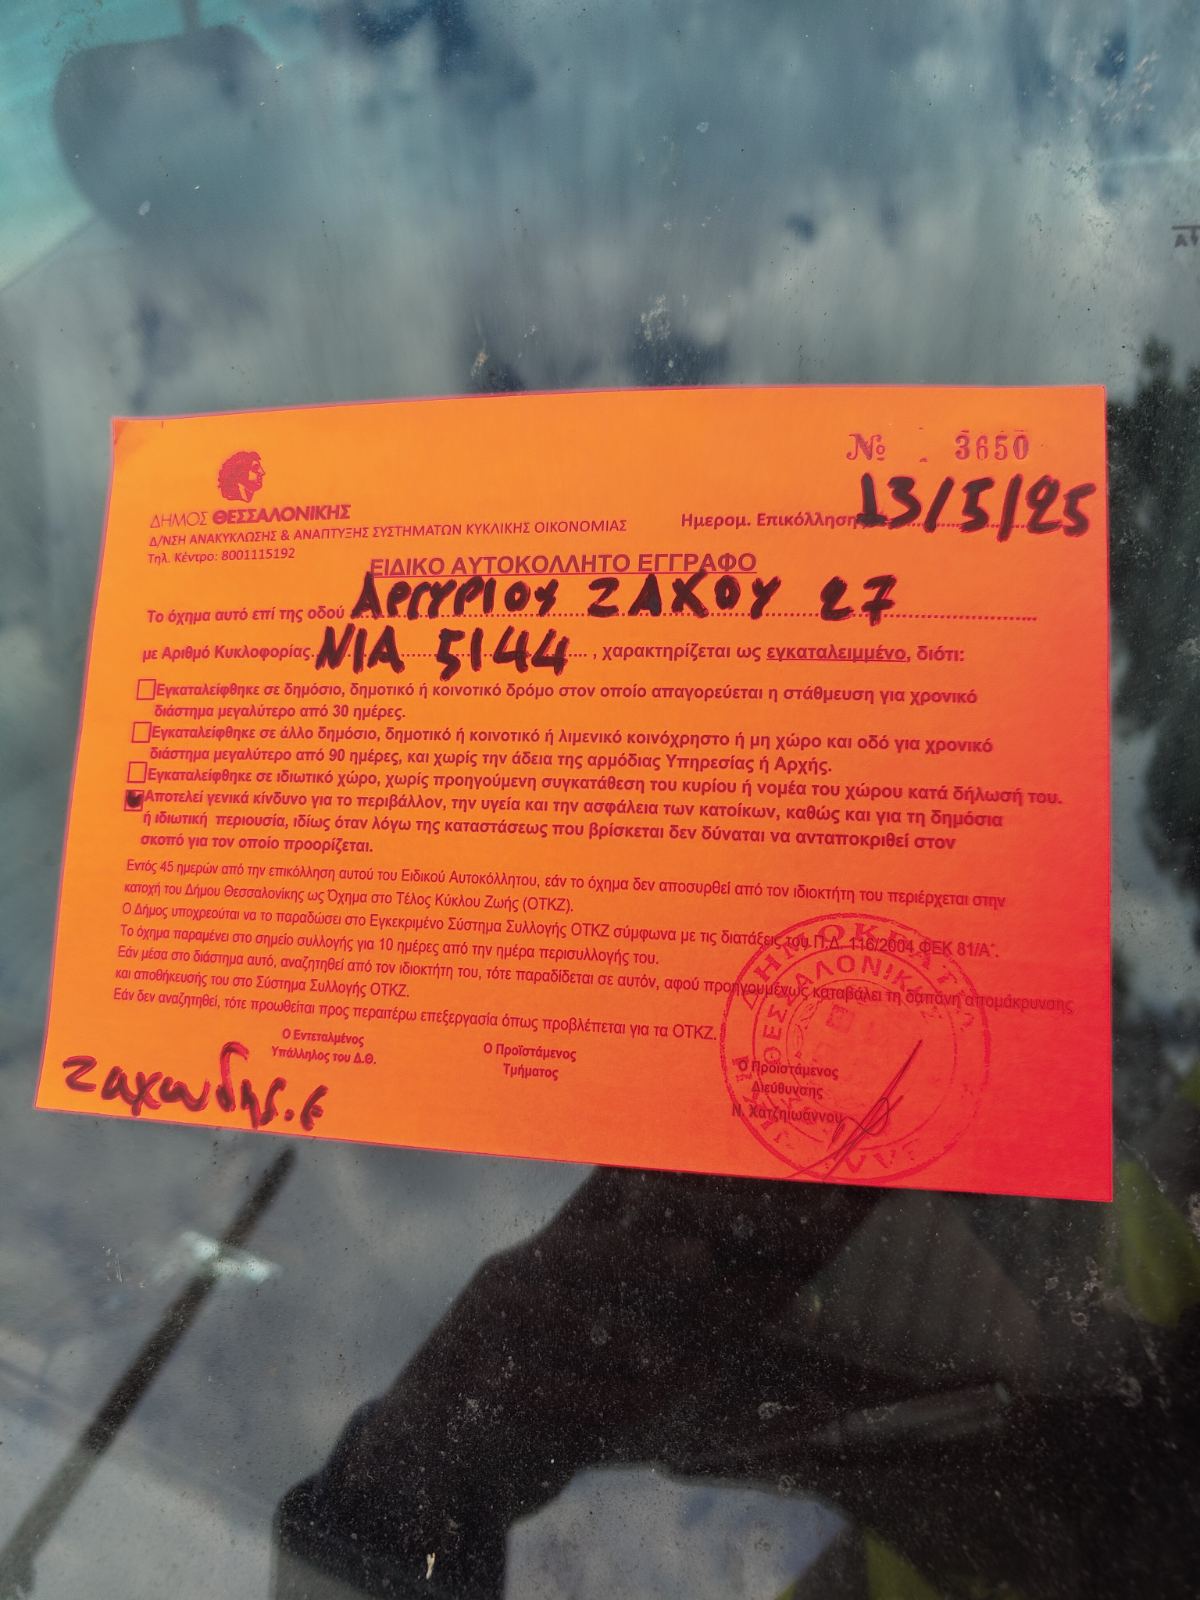 № 3650
ΔΗΜΟΣ ΘΕΣΣΑΛΟΝΙΚΗΣ
Δ/ΝΣΗ ΑΝΑΚΥΚΛΩΣΗΣ & ΑΝΑΠΤΥΞΗΣ ΣΥΣΤΗΜΑΤΩΝ ΚΥΚΛΙΚΗΣ ΟΙΚΟΝΟΜΙΑΣ
Ημερομ. Επικόλλησης 13/5/25
Τηλ. Κέντρο: 8001115192
ΕΙΔΙΚΟ ΑΥΤΟΚΟΛΛΗΤΟ ΕΓΓΡΑΦΟ
Το όχημα αυτό επί της οδού ΑΡΓΥΡΙΟΥ ΖΑΧΟΥ 27
με Αριθμό Κυκλοφορίας ΝΙΑ 5144 , χαρακτηρίζεται ως εγκαταλειμμένο, διότι:
Εγκαταλείφθηκε σε δημόσιο, δημοτικό ή κοινοτικό δρόμο στον οποίο απαγορεύεται η στάθμευση για χρονικό
διάστημα μεγαλύτερο από 30 ημέρες.
Εγκαταλείφθηκε σε άλλο δημόσιο, δημοτικό ή κοινοτικό ή λιμενικό κοινόχρηστο ή μη χώρο και οδό για χρονικό
διάστημα μεγαλύτερο από 90 ημέρες, και χωρίς την άδεια της αρμόδιας Υπηρεσίας ή Αρχής.
Εγκαταλείφθηκε σε ιδιωτικό χώρο, χωρίς προηγούμενη συγκατάθεση του κυρίου ή νομέα του χώρου κατά δήλωσή του.
Αποτελεί γενικά κίνδυνο για το περιβάλλον, την υγεία και την ασφάλεια των κατοίκων, καθώς και για τη δημόσια
ή ιδιωτική περιουσία, ιδίως όταν λόγω της καταστάσεως που βρίσκεται δεν δύναται να ανταποκριθεί στον
σκοπό για τον οποίο προορίζεται.
Εντός 45 ημερών από την επικόλληση αυτού του Ειδικού Αυτοκόλλητου, εάν το όχημα δεν αποσυρθεί από τον ιδιοκτήτη του περιέρχεται στην
κατοχή του Δήμου Θεσσαλονίκης ως Όχημα στο Τέλος Κύκλου Ζωής (ΟΤΚΖ).
Ο Δήμος υποχρεούται να το παραδώσει στο Εγκεκριμένο Σύστημα Συλλογής ΟΤΚΖ σύμφωνα με τις διατάξεις του Π.Δ. 116/2004 ΦΕΚ 81/Α'.
Το όχημα παραμένει στο σημείο συλλογής για 10 ημέρες από την ημέρα περισυλλογής του.
Εάν μέσα στο διάστημα αυτό, αναζητηθεί από τον ιδιοκτήτη του, τότε παραδίδεται σε αυτόν, αφού προηγουμένως καταβάλει τη δαπάνη απομάκρυνσης
και αποθήκευσής του στο Σύστημα Συλλογής ΟΤΚΖ.
Εάν δεν αναζητηθεί, τότε προωθείται προς περαιτέρω επεξεργασία όπως προβλέπεται για τα ΟΤΚΖ.
Ο Εντεταλμένος
Υπάλληλος του Δ.Θ.
Ο Προϊστάμενος
Τμήματος
Ο Προϊστάμενος
Διεύθυνσης
Ν. Χατζηιωάννου